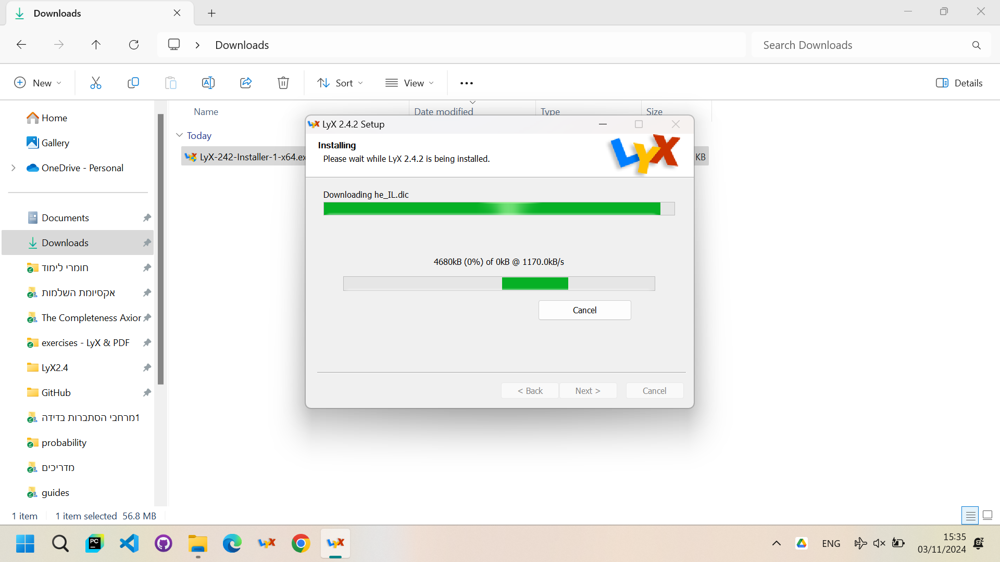 Downloads
Downloads
Search Downloads
New
Sort
View
Details
Name
Date modified
Type
Size
Today
LyX-242-Installer-1-x64.ex
KB
Home
Gallery
OneDrive - Personal
Documents
Downloads
חומרי לימוד
אקסיומת השלמות
The Completeness Axior
exercises - LyX & PDF
LyX2.4
GitHub
מרחבי הסתברות בדידה1
probability
מדריכים
guides
LyX 2.4.2 Setup
Installing
Please wait while LyX 2.4.2 is being installed.
LyX
Downloading he_IL.dic
4680kB (0%) of 0kB @ 1170.0kB/s
Cancel
< Back
Next >
Cancel
1 item
1 item selected 56.8 MB
PC
LyX
LyX
ENG
15:35
03/11/2024